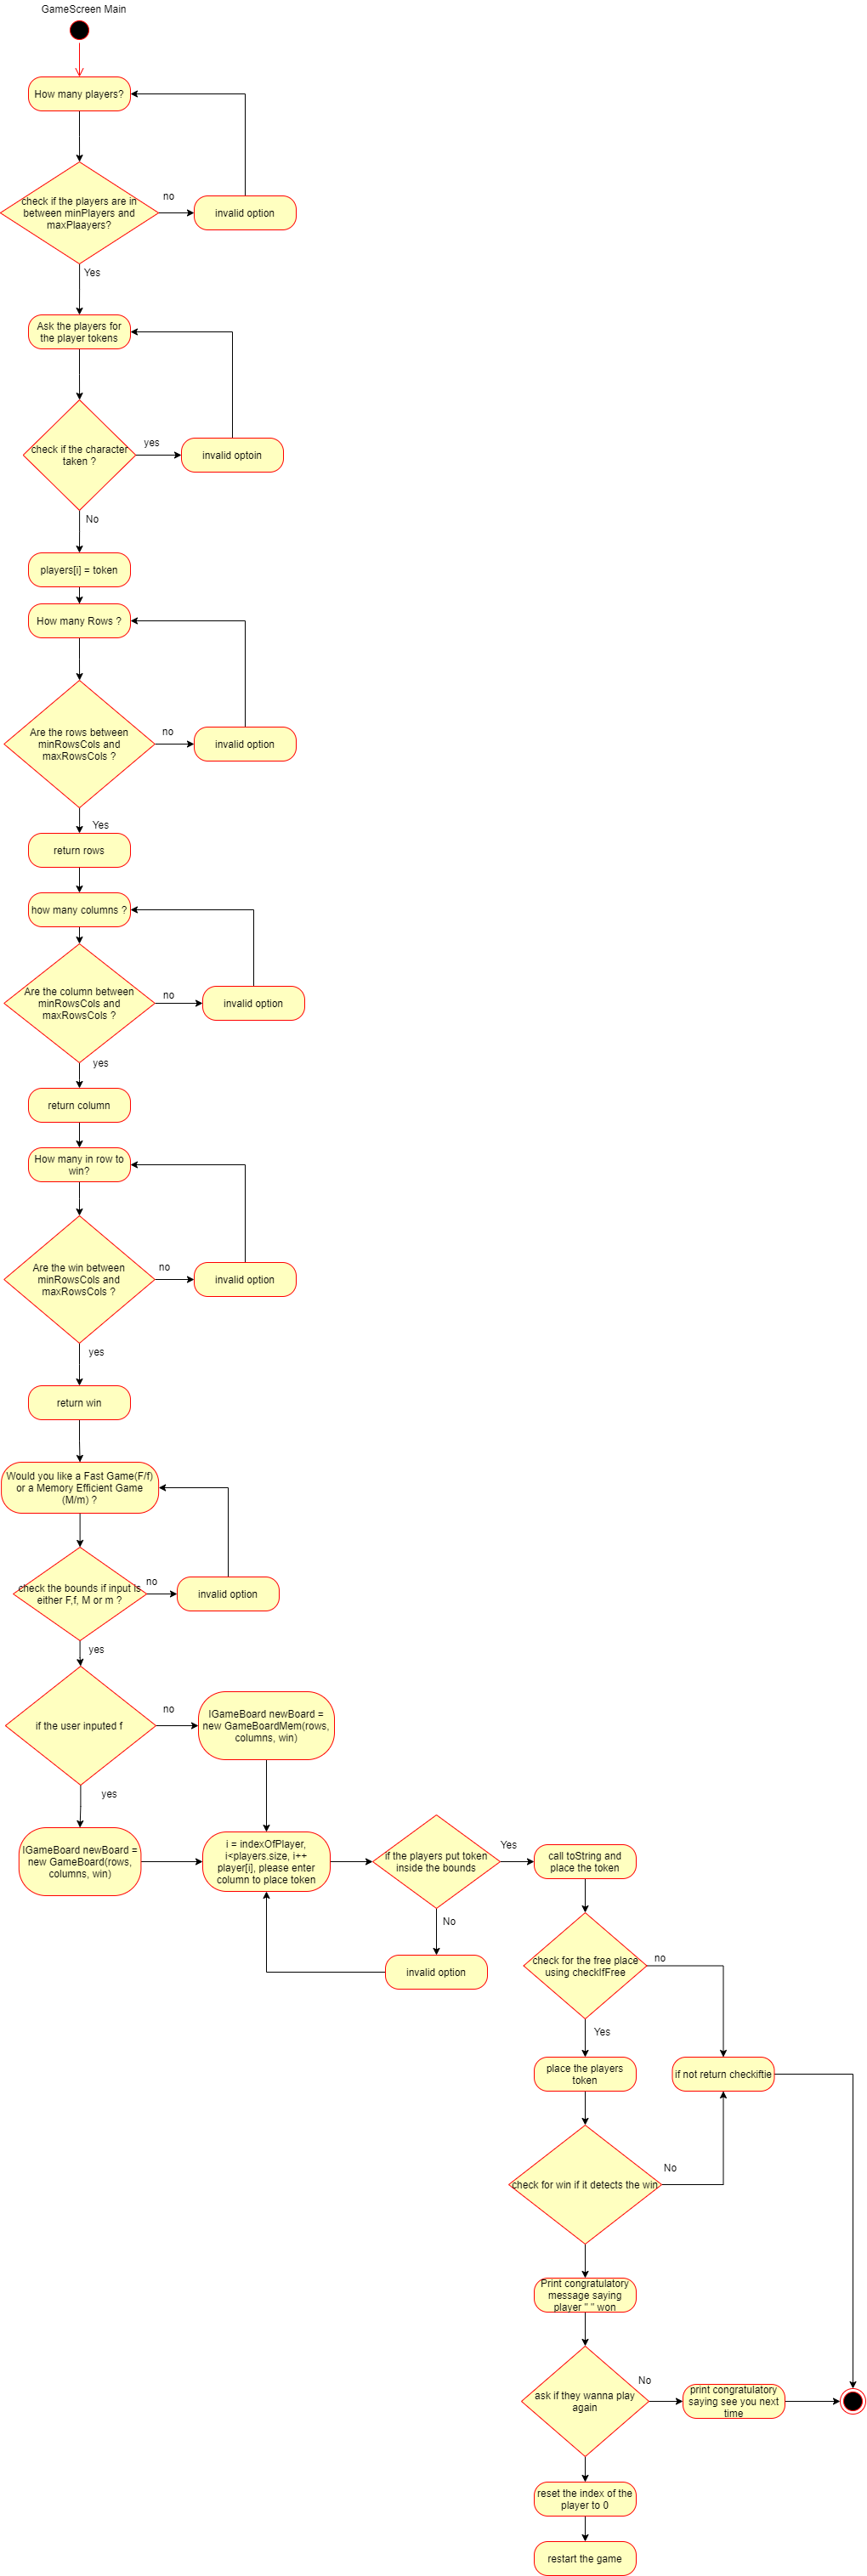 GameScreen Main
How many players?
check if the players are in
between minPlayers and
maxPlaayers?
no
invalid option
Yes
Ask the players for
the player tokens
check if the character
taken ?
yes
invalid optoin
No
players[i] = token
How many Rows ?
Are the rows between
minRowsCols and
maxRowsCols ?
no
invalid option
Yes
return rows
how many columns ?
Are the column between
minRowsCols and
maxRowsCols ?
no
invalid option
yes
return column
How many in row to
win?
Are the win between
minRowsCols and
maxRowsCols ?
no
invalid option
yes
return win
Would you like a Fast Game(F/f)
or a Memory Efficient Game
(M/m) ?
check the bounds if input is
either F,f, M or m ?
no
invalid option
yes
if the user inputed f
no
IGameBoard newBoard =
new GameBoardMem(rows,
columns, win)
yes
IGameBoard newBoard =
new GameBoard(rows,
columns, win)
i = indexOfPlayer,
i<players.size, i++
player[i], please enter
column to place token
if the players put token
inside the bounds
Yes
No
invalid option
call toString and
place the token
check for the free place
using checkIfFree
no
Yes
place the players
token
if not return checkiftie
check for win if it detects the win
No
Print congratulatory
message saying
player " " won
ask if they wanna play
again
No
print congratulatory
saying see you next
time
reset the index of the
player to 0
restart the game